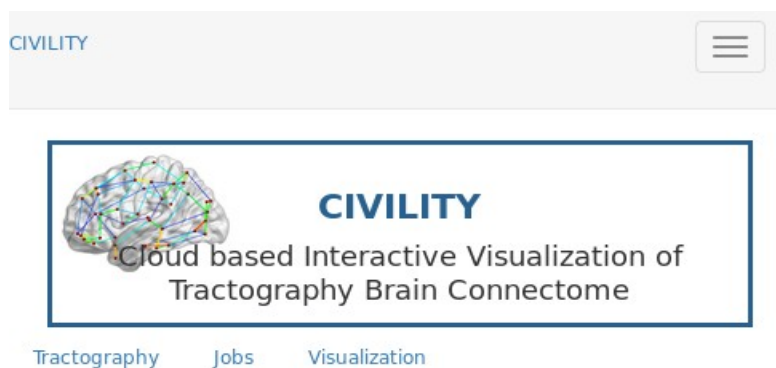 CIVILITY
CIVILITY
Cloud based Interactive Visualization of
Tractography Brain Connectome
Tractography Jobs Visualization